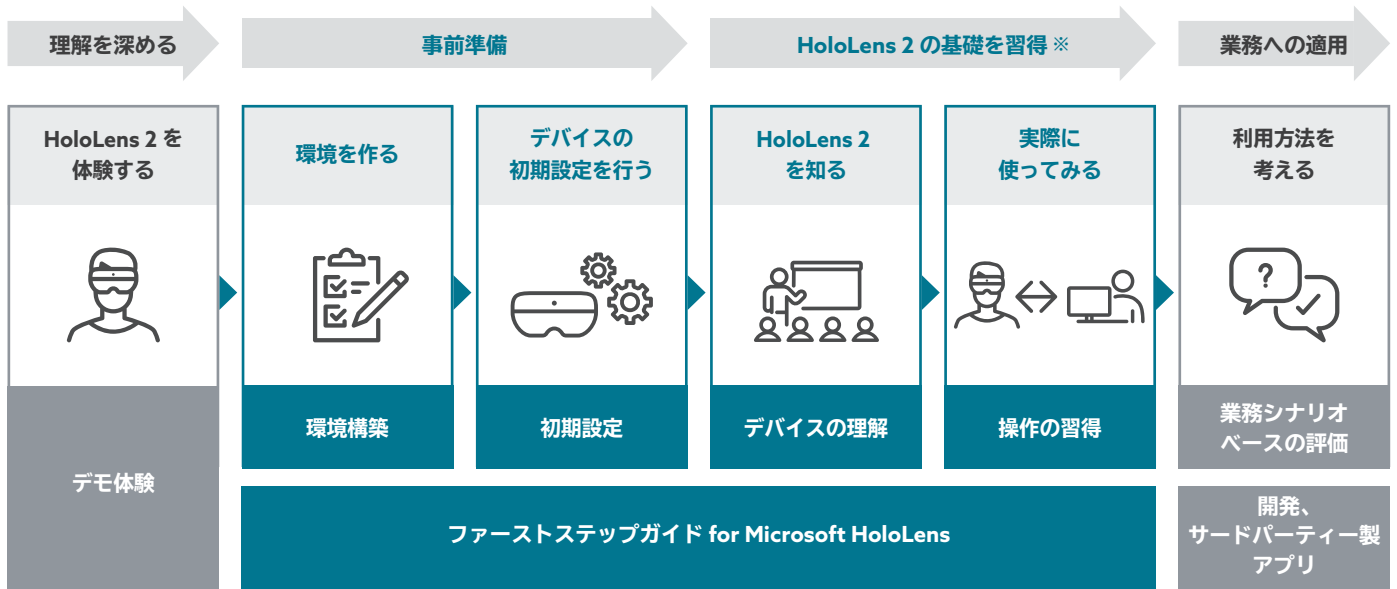 理解を深める
事前準備
HoloLens 2 の基礎を習得 ※
業務への適用
HoloLens 2 を
体験する
環境を作る
デバイスの
初期設定を行う
HoloLens 2
を知る
実際に
使ってみる
利用方法を
考える
?
デモ体験
環境構築
初期設定
デバイスの理解
操作の習得
業務シナリオ
ベースの評価
ファーストステップガイド for Microsoft HoloLens
開発、
サードパーティー製
アプリ